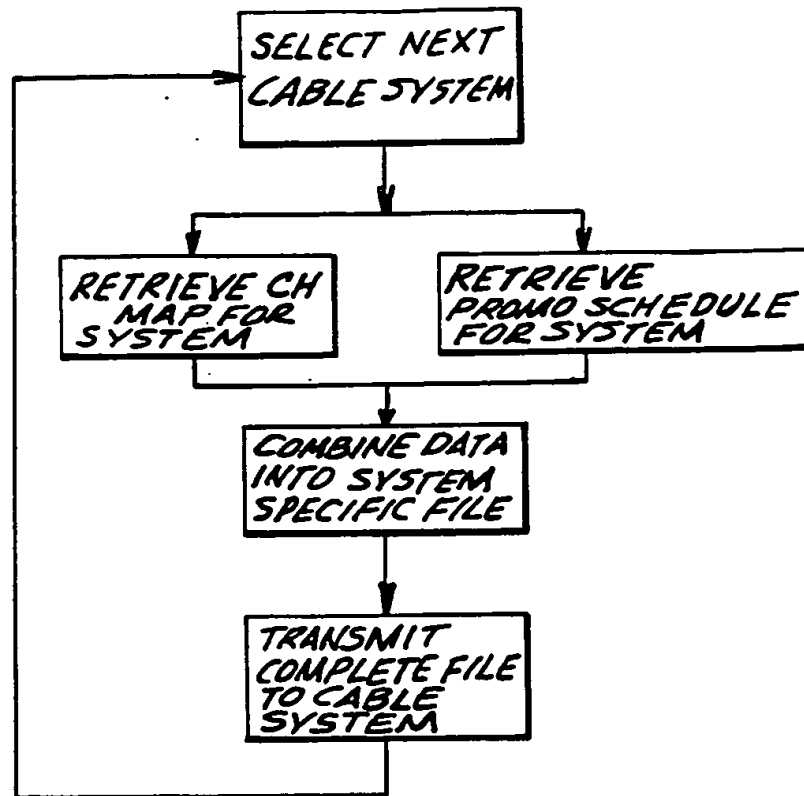 SELECT NEXT
CABLE SYSTEM
RETRIEVE CH
MAP FOR
SYSTEM
RETRIEVE
PROMO SCHEDULE
FOR SYSTEM
COMBINE DATA
INTO SYSTEM
SPECIFIC FILE
TRANSMIT
COMPLETE FILE
TO CABLE
SYSTEM